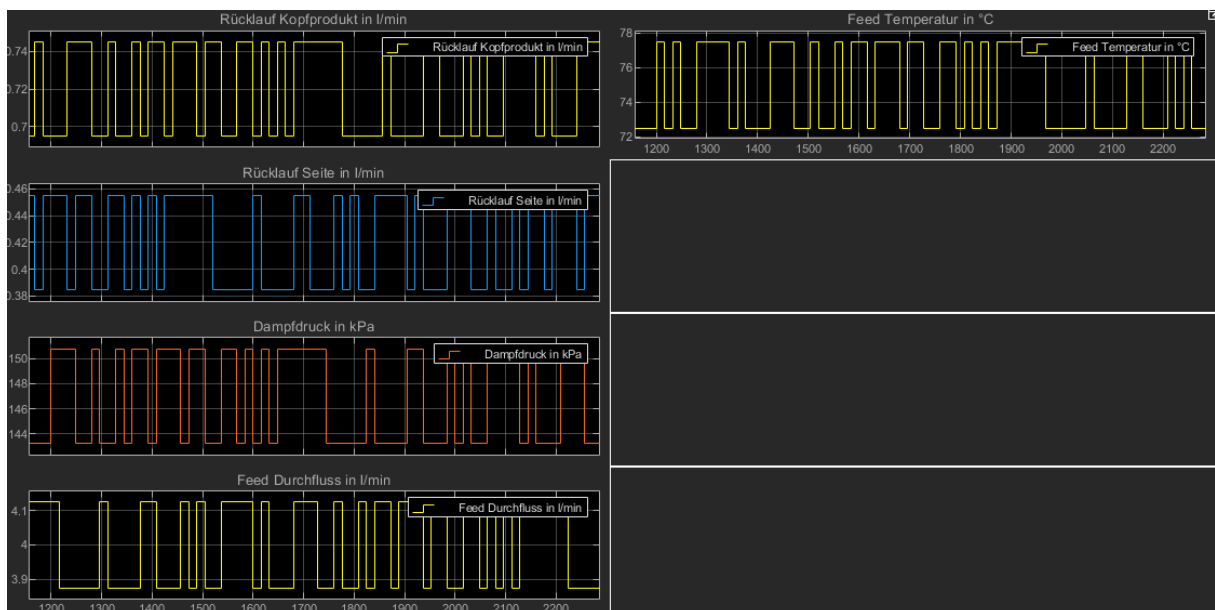 Rücklauf Kopfprodukt in l/min
0.74
0.72
0.7
Rücklauf Kopfprodukt in l/min
Rücklauf Seite in l/min
0.46
0.44
0.42
0.4
0.38
Rücklauf Seite in l/min
Dampfdruck in kPa
150
148
146
144
Dampfdruck in kPa
Feed Durchfluss in l/min
4.1
4
3.9
Feed Durchfluss in l/min
1200 1300 1400 1500 1600 1700 1800 1900 2000 2100 2200
Feed Temperatur in °C
78
76
74
72
Feed Temperatur in °C
1200 1300 1400 1500 1600 1700 1800 1900 2000 2100 2200